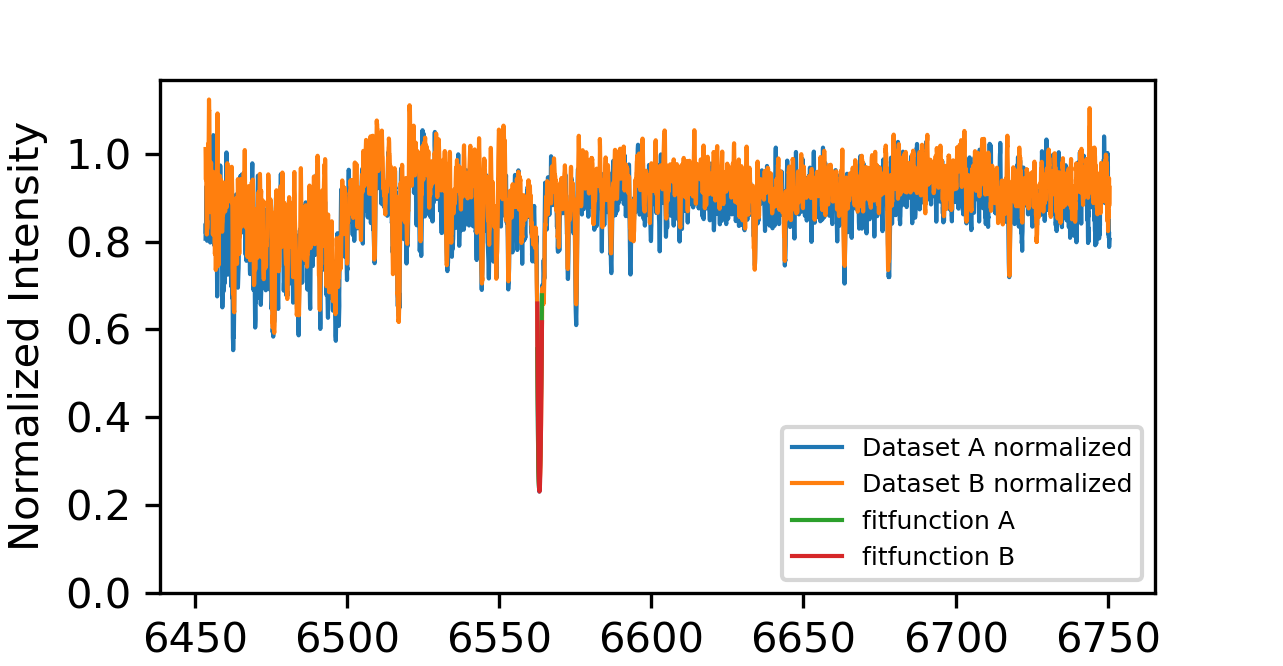 Normalized Intensity
1.0
0.8
0.6
0.4
0.2
0.0
Dataset A normalized
Dataset B normalized
fitfunction A
fitfunction B
6450 6500 6550 6600 6650 6700 6750